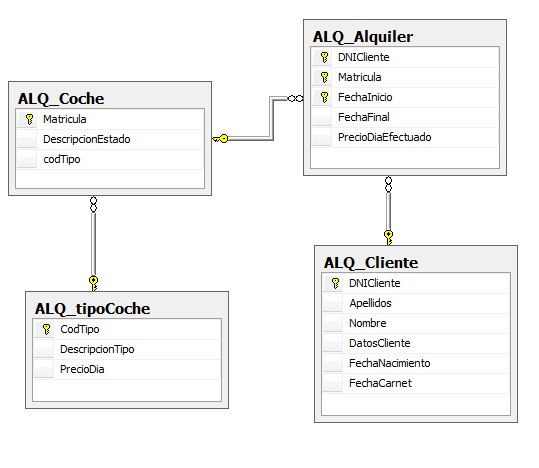 ALQ_Alquiler
DNICliente
Matricula
FechaInicio
FechaFinal
PrecioDiaEfectuado
ALQ_Coche
Matricula
DescripcionEstado
codTipo
ALQ_Cliente
DNICliente
Apellidos
Nombre
DatosCliente
FechaNacimiento
FechaCarnet
ALQ_tipoCoche
CodTipo
DescripcionTipo
PrecioDia